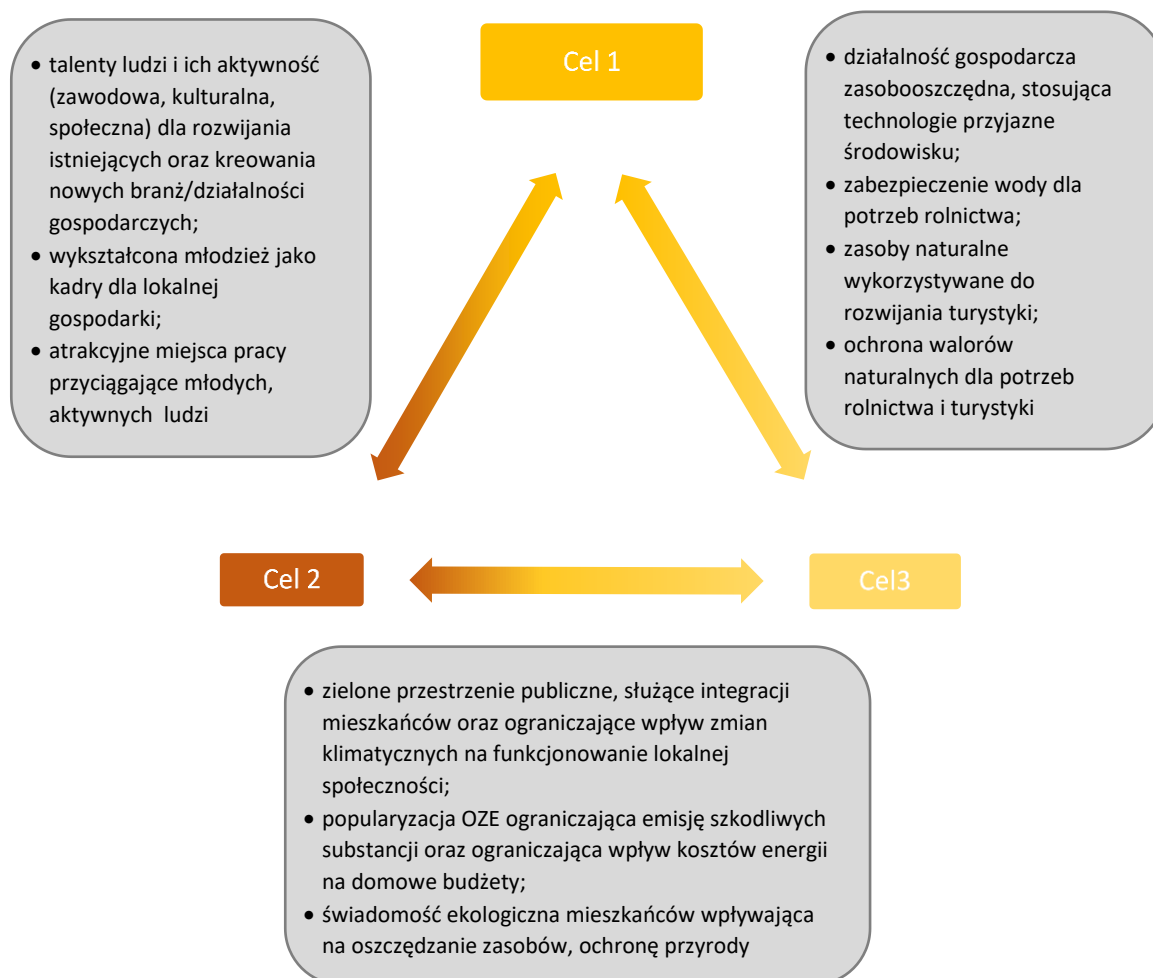 Cel 1
• talenty ludzi i ich aktywność
(zawodowa, kulturalna,
społeczna) dla rozwijania
istniejących oraz kreowania
nowych branż/działalności
gospodarczych;
• wykształcona młodzież jako
kadry dla lokalnej
gospodarki;
• atrakcyjne miejsca pracy
przyciągające młodych,
aktywnych ludzi
• działalność gospodarcza
zasobooszczędna, stosująca
technologie przyjazne
środowisku;
• zabezpieczenie wody dla
potrzeb rolnictwa;
• zasoby naturalne
wykorzystywane do
rozwijania turystyki;
• ochrona walorów
naturalnych dla potrzeb
rolnictwa i turystyki
Cel 2
Cel3
• zielone przestrzenie publiczne, służące integracji
mieszkańców oraz ograniczające wpływ zmian
klimatycznych na funkcjonowanie lokalnej
społeczności;
• popularyzacja OZE ograniczająca emisję szkodliwych
substancji oraz ograniczająca wpływ kosztów energii
na domowe budżety;
• świadomość ekologiczna mieszkańców wpływająca
na oszczędzanie zasobów, ochronę przyrody